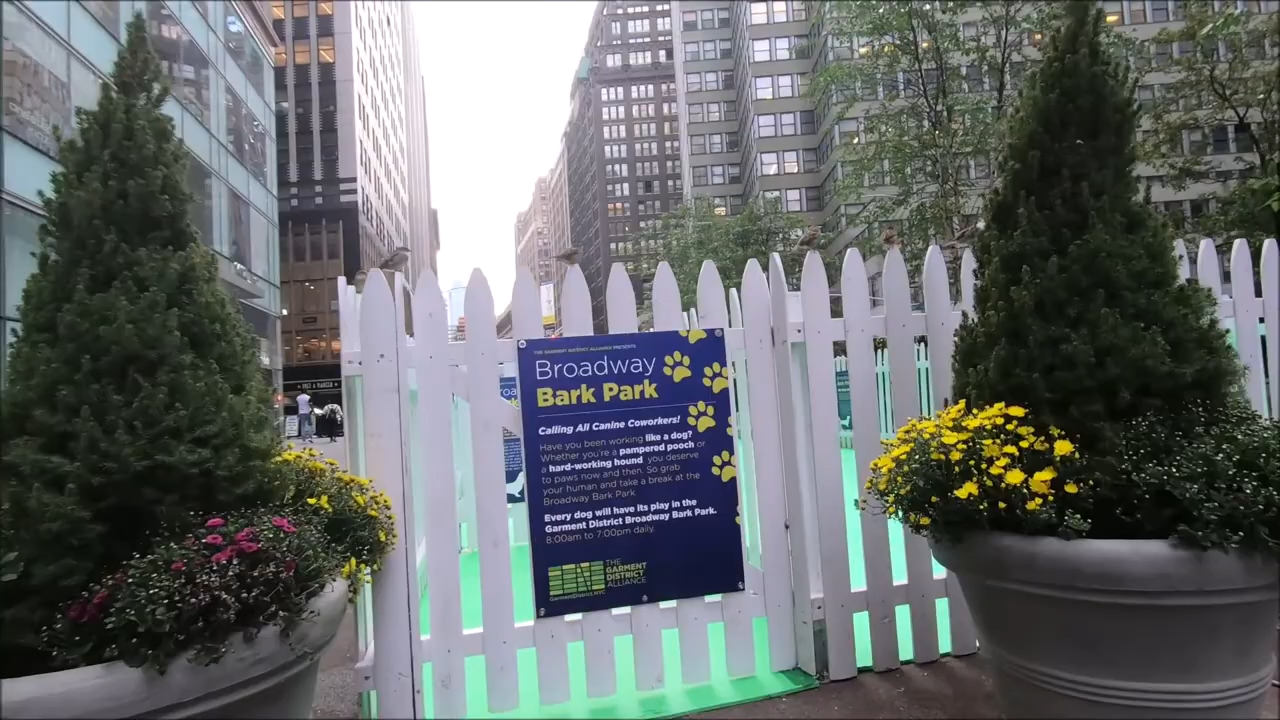 THE GARMENT DISTRICT ALLIANCE PRESENTS
Broadway
Bark Park
Calling All Canine Coworkers!
Have you been working like a dog?
Whether you're a pampered pooch or
a hard-working hound, you deserve
to paws now and then. So grab
your human and take a break at the
Broadway Bark Park
Every dog will have its play in the
Garment District Broadway Bark Park.
8:00am to 7:00pm daily.
THE
GARMENT
DISTRICT
ALLIANCE
GarmentDistrict.NYC
PRET A MANGER